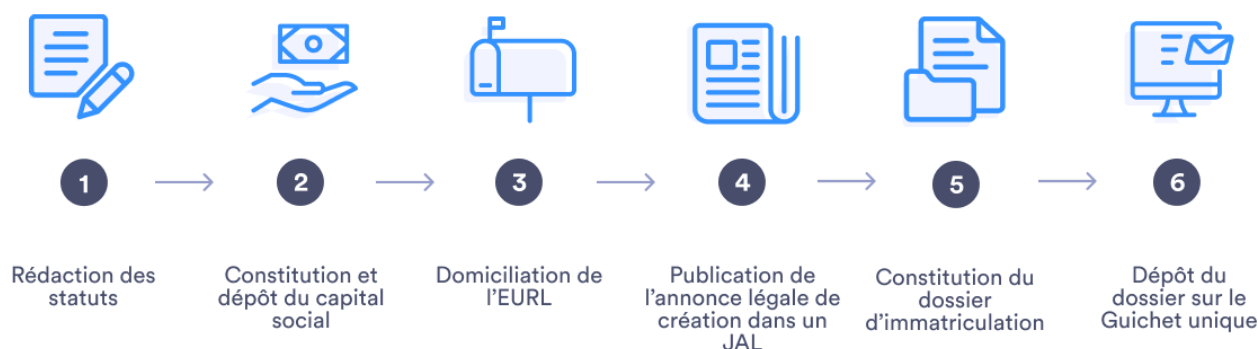 1
2
3
4
5
6
Rédaction des
statuts
Constitution et
dépôt du capital
social
Domiciliation de
l'EURL
Publication de
l'annonce légale de
création dans un
JAL
Constitution du
dossier
d'immatriculation
Dépôt du
dossier sur le
Guichet unique